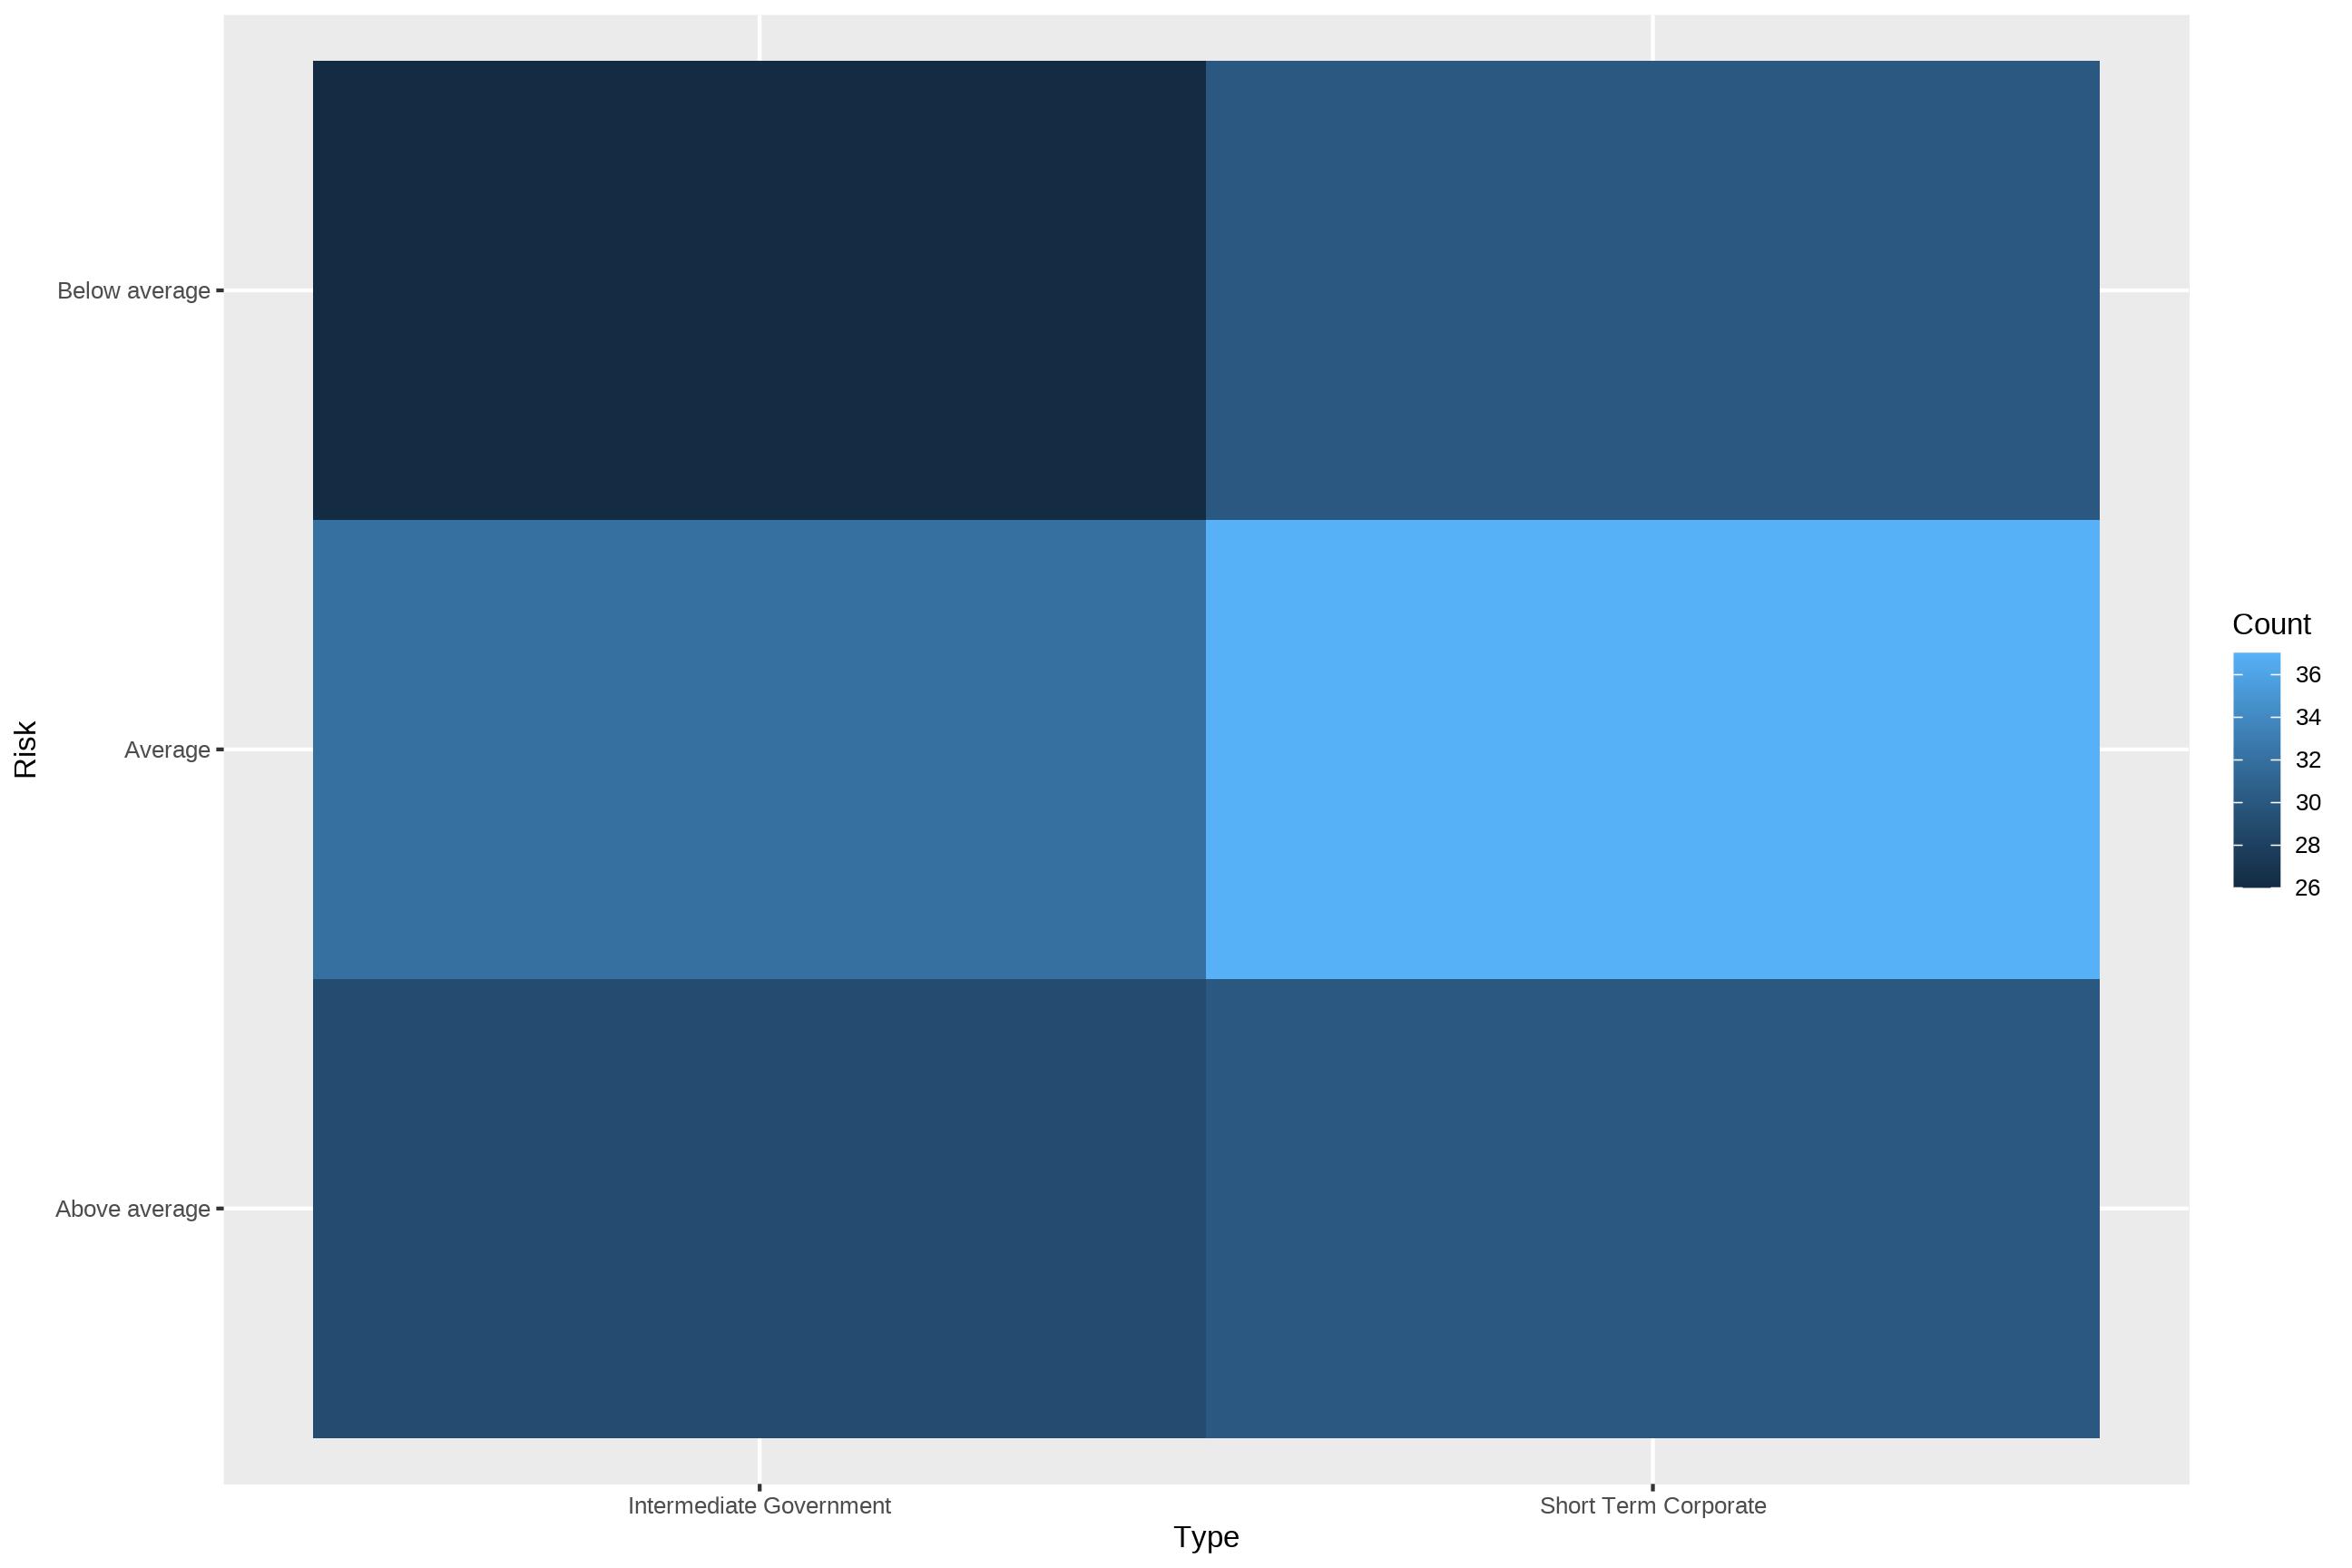 Below average
Average
Above average
Risk
Intermediate Government
Short Term Corporate
Type
Count
36
34
32
30
28
26